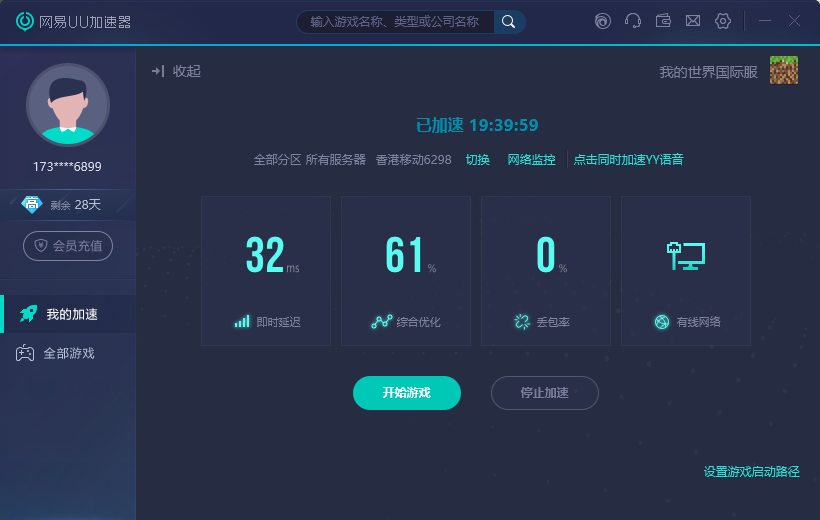 网易UU加速器
输入游戏名称、类型或公司名称
收起
我的世界国际服
173****6899
高 剩余 28天
会员充值
我的加速
全部游戏
已加速 19:39:59
全部分区 所有服务器 香港移动6298 切换 网络监控 点击同时加速YY语音
32ms
61%
0%
即时延迟
综合优化
丢包率
有线网络
开始游戏
停止加速
设置游戏启动路径